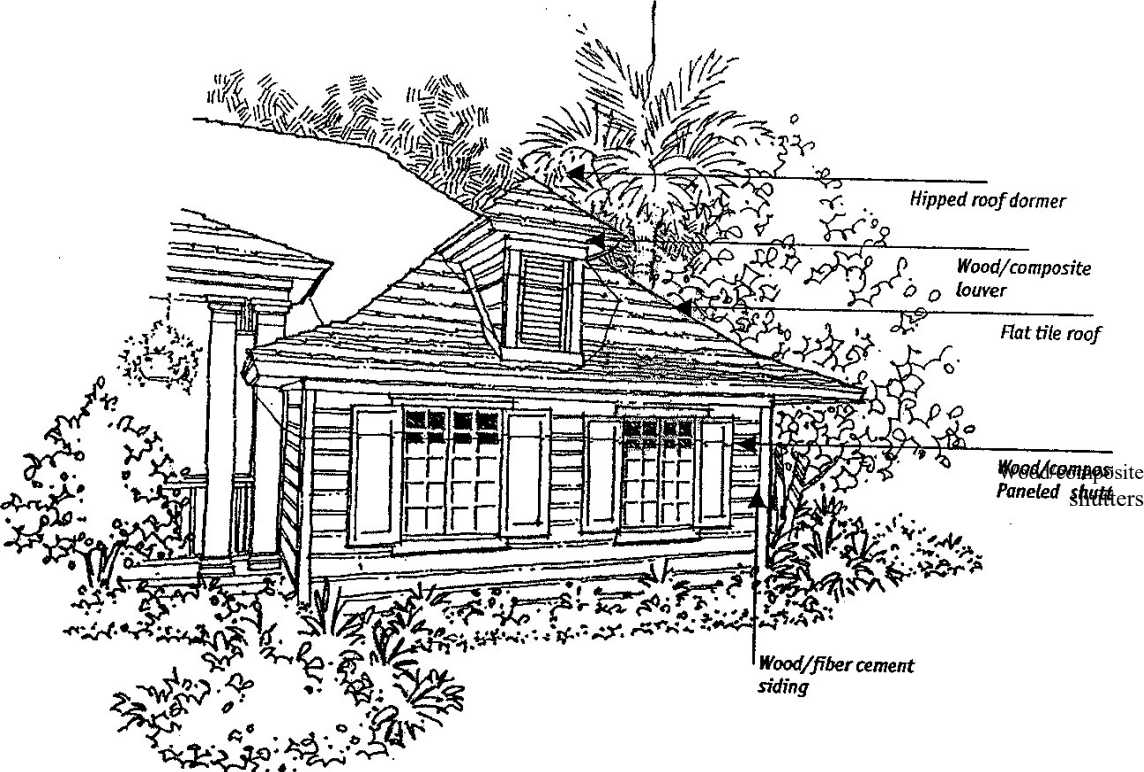 Hipped roof dormer
Wood/composite
louver
Flat tile roof
Wood/composite
Paneled shutters
Wood/fiber cement
siding